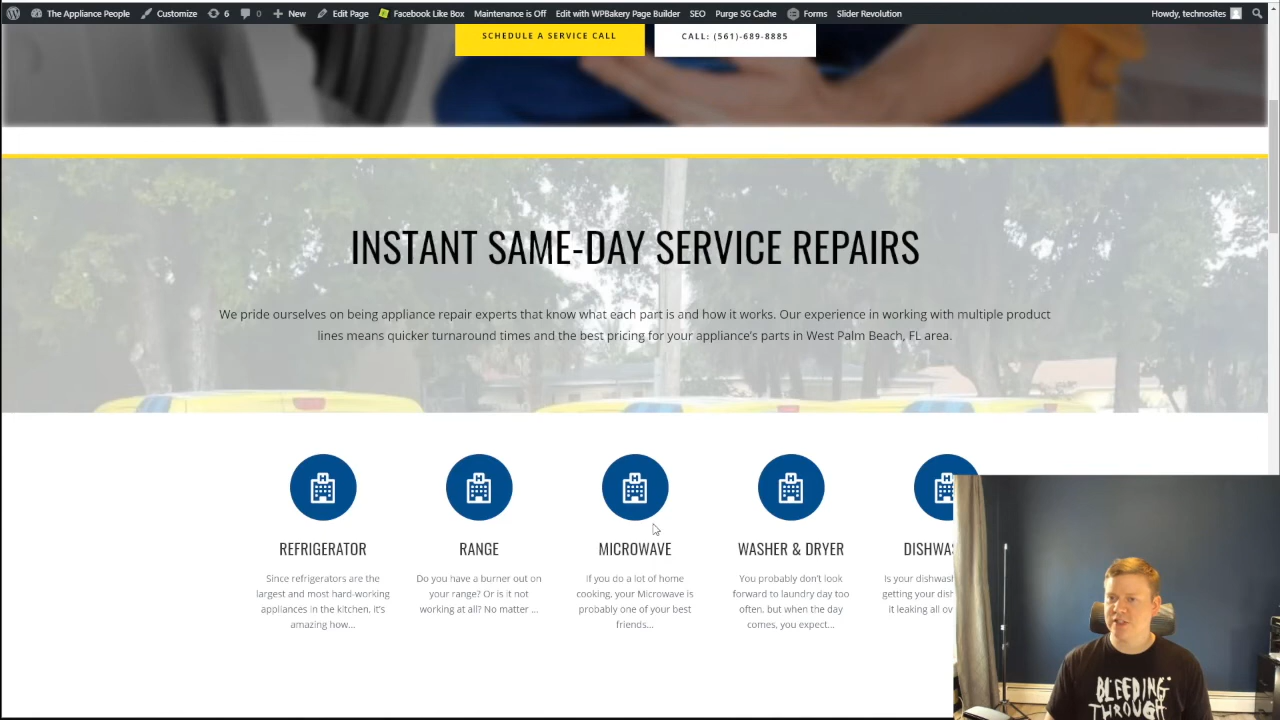 The Appliance People Customize 6 0 New Edit Page Facebook Like Box Maintenance is Off Edit with WPBakery Page Builder SEO Purge SG Cache Forms Slider Revolution Howdy, technosites
SCHEDULE A SERVICE CALL
CALL: (561)-689-8885
INSTANT SAME-DAY SERVICE REPAIRS
We pride ourselves on being appliance repair experts that know what each part is and how it works. Our experience in working with multiple product
lines means quicker turnaround times and the best pricing for your appliance's parts in West Palm Beach, FL area.
REFRIGERATOR
Since refrigerators are the
largest and most hard-working
appliances in the kitchen, it's
amazing how...
RANGE
Do you have a burner out on
your range? Or is it not
working at all? No matter ...
MICROWAVE
If you do a lot of home
cooking, your Microwave is
probably one of your best
friends...
WASHER & DRYER
You probably don't look
forward to laundry day too
often, but when the day
comes, you expect...
DISHWAS
Is your dishwash
getting your dish
it leaking all ov
BLEEDING
THROUGH